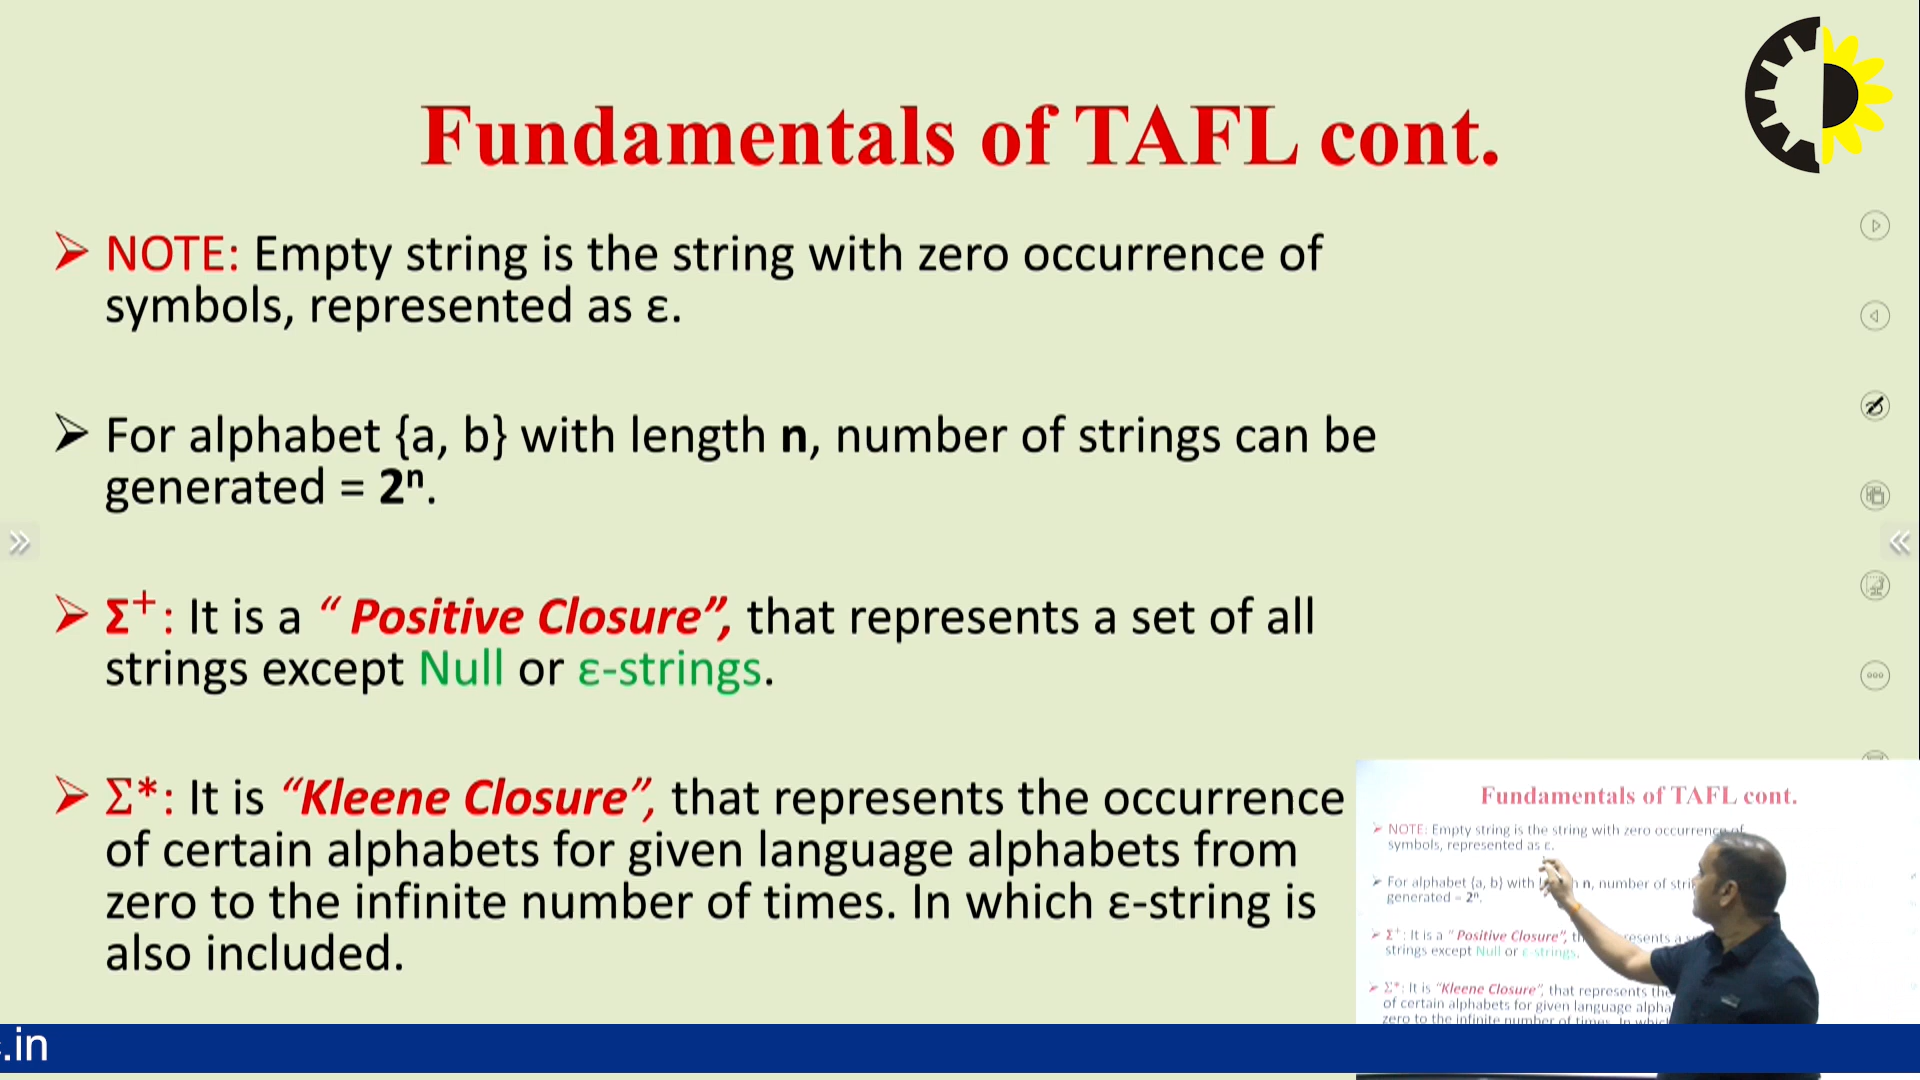 Fundamentals of TAFL cont.
➢ NOTE: Empty string is the string with zero occurrence of
symbols, represented as ε.
➢ For alphabet {a, b} with length n, number of strings can be
generated = 2ⁿ.
➢ Σ⁺: It is a “ Positive Closure”, that represents a set of all
strings except Null or ε-strings.
➢ Σ*: It is “Kleene Closure”, that represents the occurrence
of certain alphabets for given language alphabets from
zero to the infinite number of times. In which ε-string is
also included.
Fundamentals of TAFL cont.
➢ NOTE: Empty string is the string with zero occurrence of
symbols, represented as ε.
➢ For alphabet {a, b} with n, number of stri
generated = 2ⁿ.
➢ Σ⁺: It is a “ Positive Closure”, th resents a
strings except Null or ε-strings.
➢ Σ*: It is “Kleene Closure”, that represents the
of certain alphabets for given language alpha
zero to the infinite number of times. In which
.in